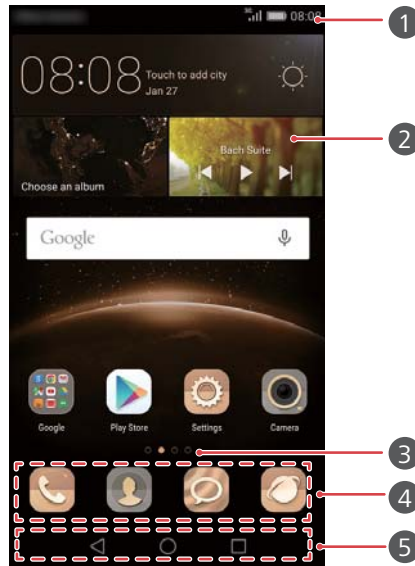 3G 08:08
1
08:08 Touch to add city
Jan 27
2
Bach Suite
Choose an album
Google
Google Play Store Settings Camera
3
4
5